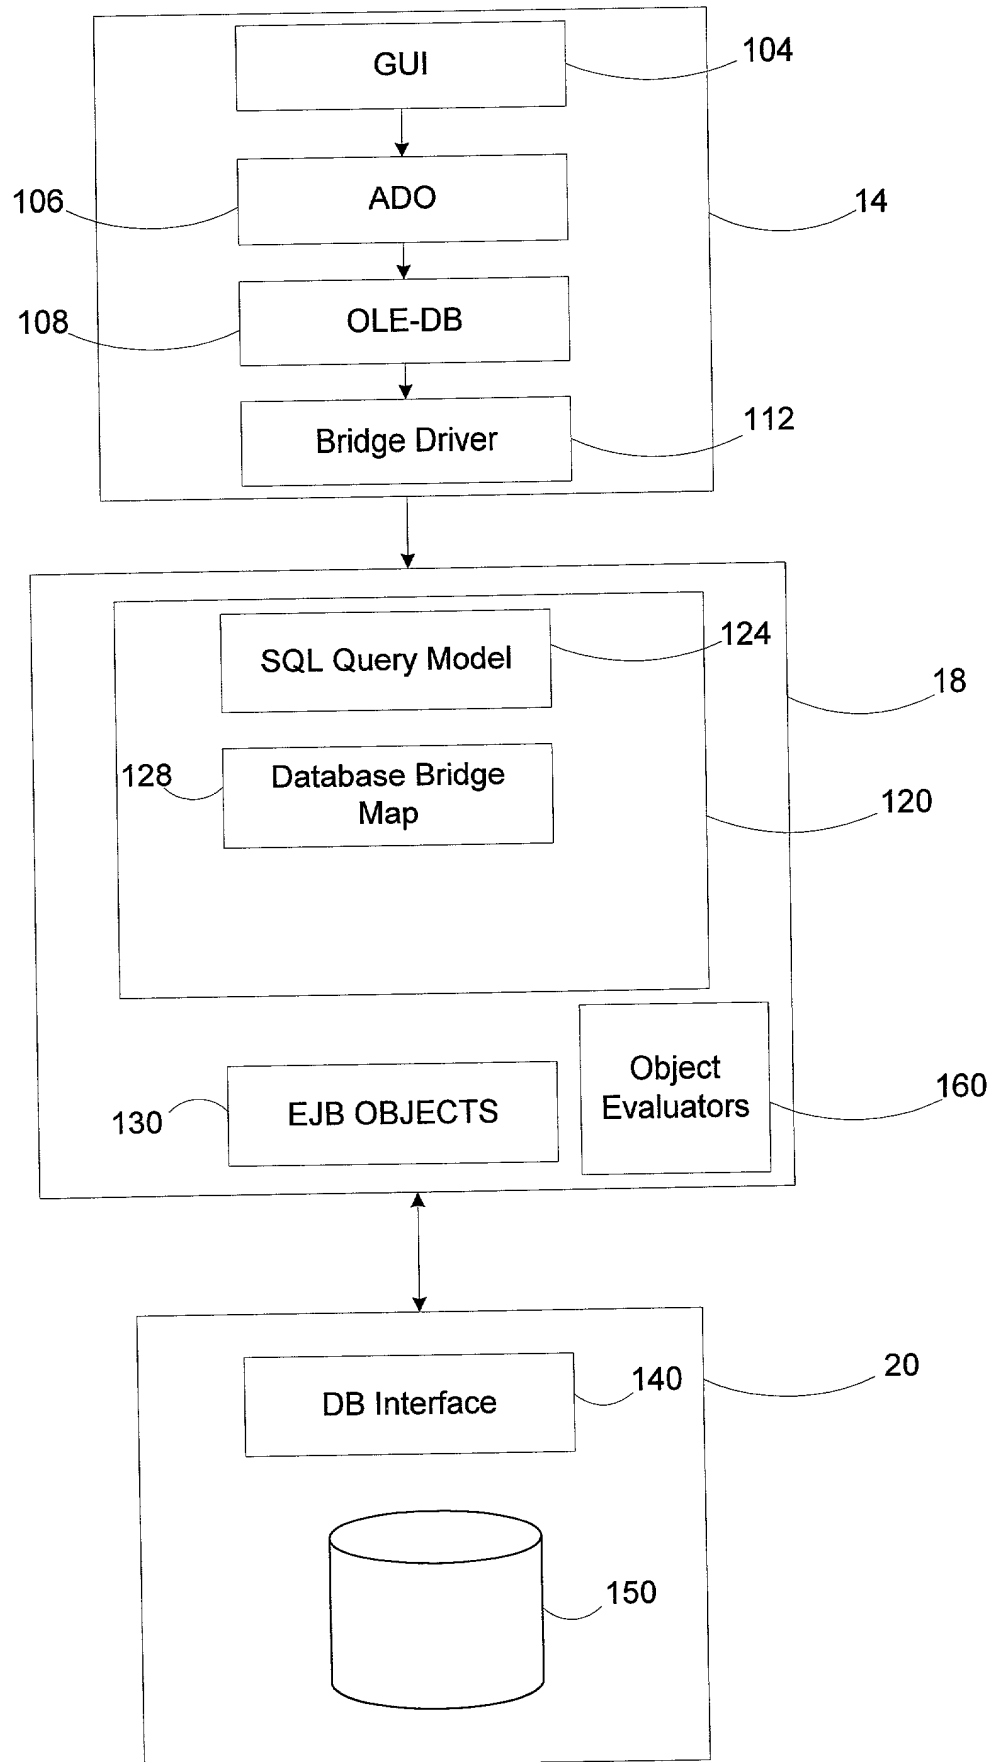 GUI
104
ADO
106
14
OLE-DB
108
Bridge Driver
112
SQL Query Model
124
18
Database Bridge
Map
128
120
Object
Evaluators
160
EJB OBJECTS
130
DB Interface
140
20
150